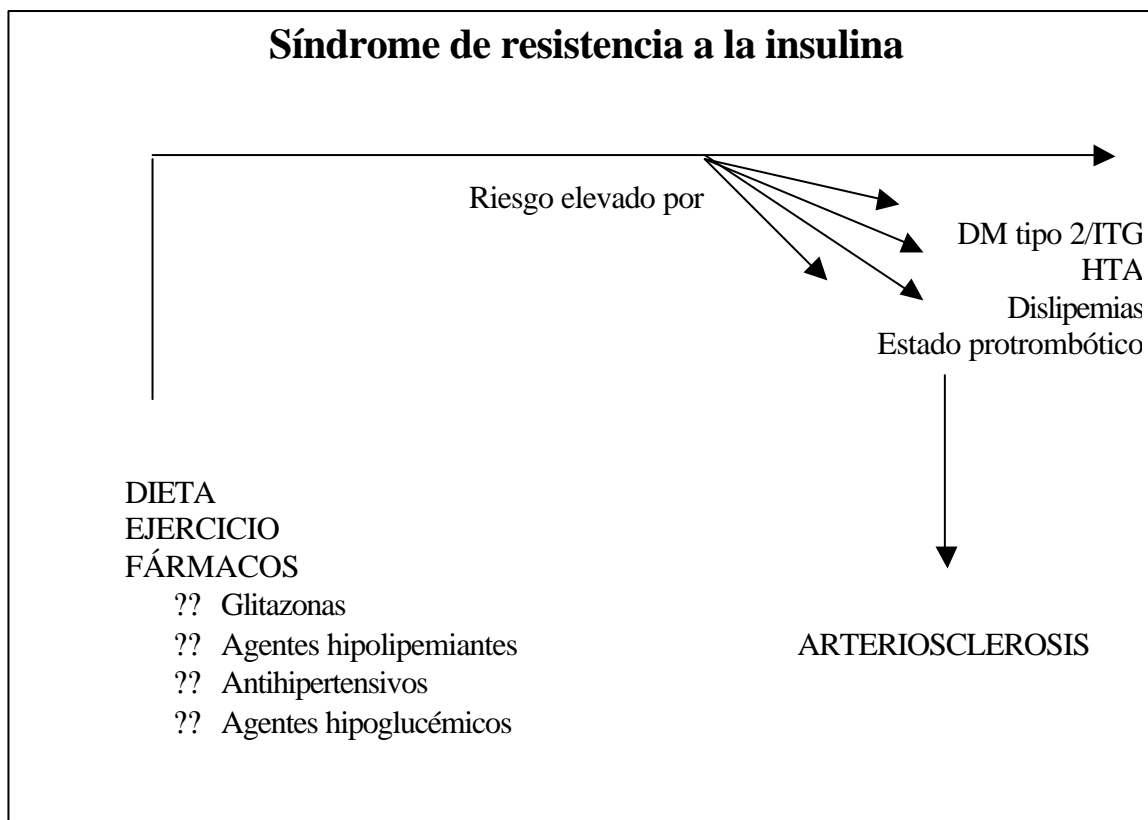 Síndrome de resistencia a la insulina
Riesgo elevado por
DM tipo 2/ITG
HTA
Dislipemias
Estado protrombótico
DIETA
EJERCICIO
FÁRMACOS
?? Glitazonas
?? Agentes hipolipemiantes
?? Antihipertensivos
?? Agentes hipoglucémicos
ARTERIOSCLEROSIS